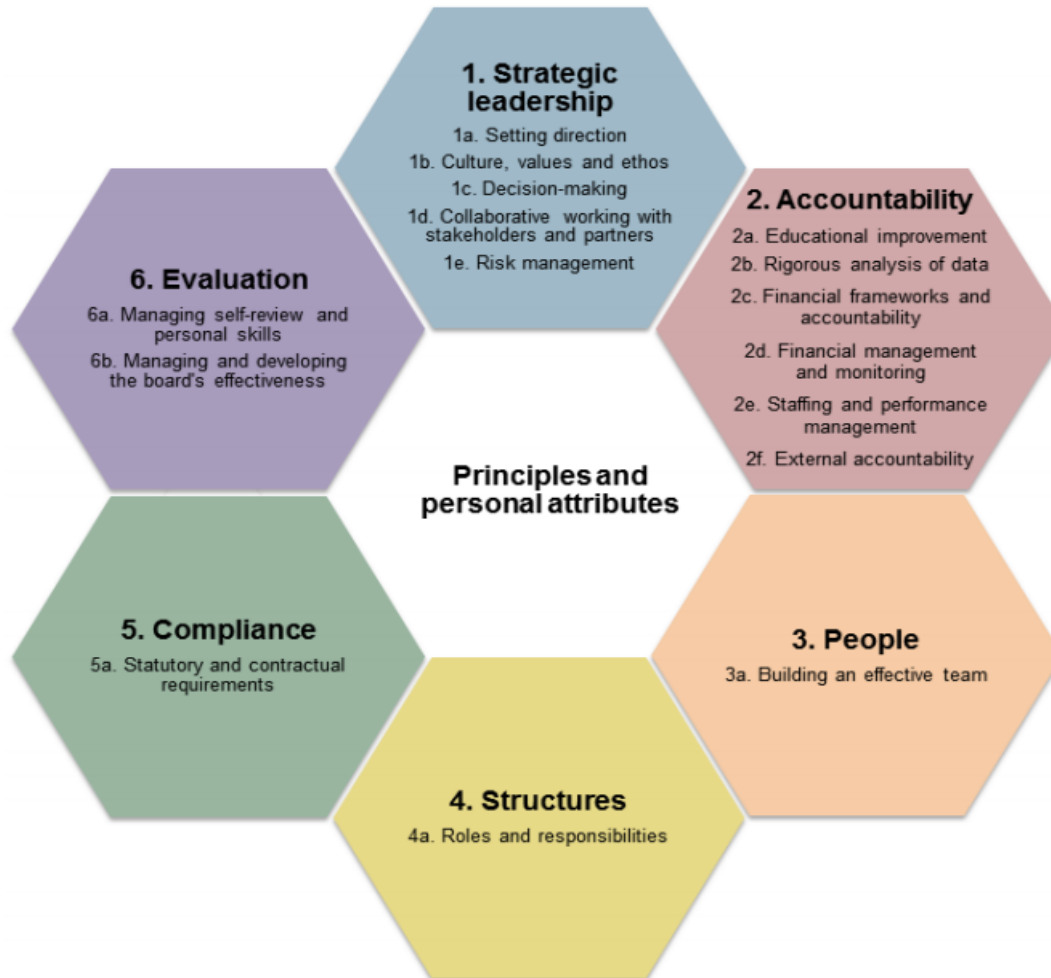 1. Strategic
leadership
1a. Setting direction
1b. Culture, values and ethos
1c. Decision-making
1d. Collaborative working with
stakeholders and partners
1e. Risk management
2. Accountability
2a. Educational improvement
2b. Rigorous analysis of data
2c. Financial frameworks and
accountability
2d. Financial management
and monitoring
2e. Staffing and performance
management
2f. External accountability
3. People
3a. Building an effective team
4. Structures
4a. Roles and responsibilities
5. Compliance
5a. Statutory and contractual
requirements
6. Evaluation
6a. Managing self-review and
personal skills
6b. Managing and developing
the board's effectiveness
Principles and
personal attributes